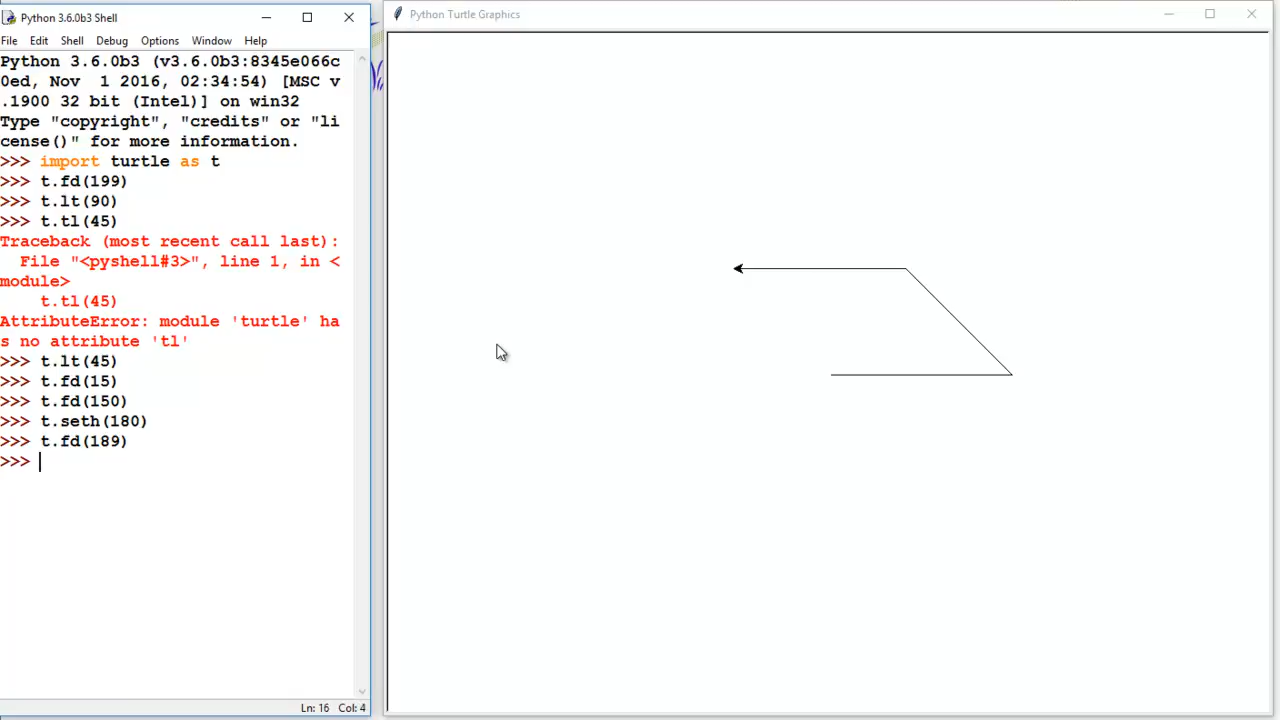 Python 3.6.0b3 Shell
File Edit Shell Debug Options Window Help
Python 3.6.0b3 (v3.6.0b3:8345e066c
0ed, Nov  1 2016, 02:34:54) [MSC v
.1900 32 bit (Intel)] on win32
Type "copyright", "credits" or "li
cense()" for more information.
>>> import turtle as t
>>> t.fd(199)
>>> t.lt(90)
>>> t.tl(45)
Traceback (most recent call last):
  File "<pyshell#3>", line 1, in <
module>
    t.tl(45)
AttributeError: module 'turtle' ha
s no attribute 'tl'
>>> t.lt(45)
>>> t.fd(15)
>>> t.fd(150)
>>> t.seth(180)
>>> t.fd(189)
>>>
Ln: 16 Col: 4
Python Turtle Graphics